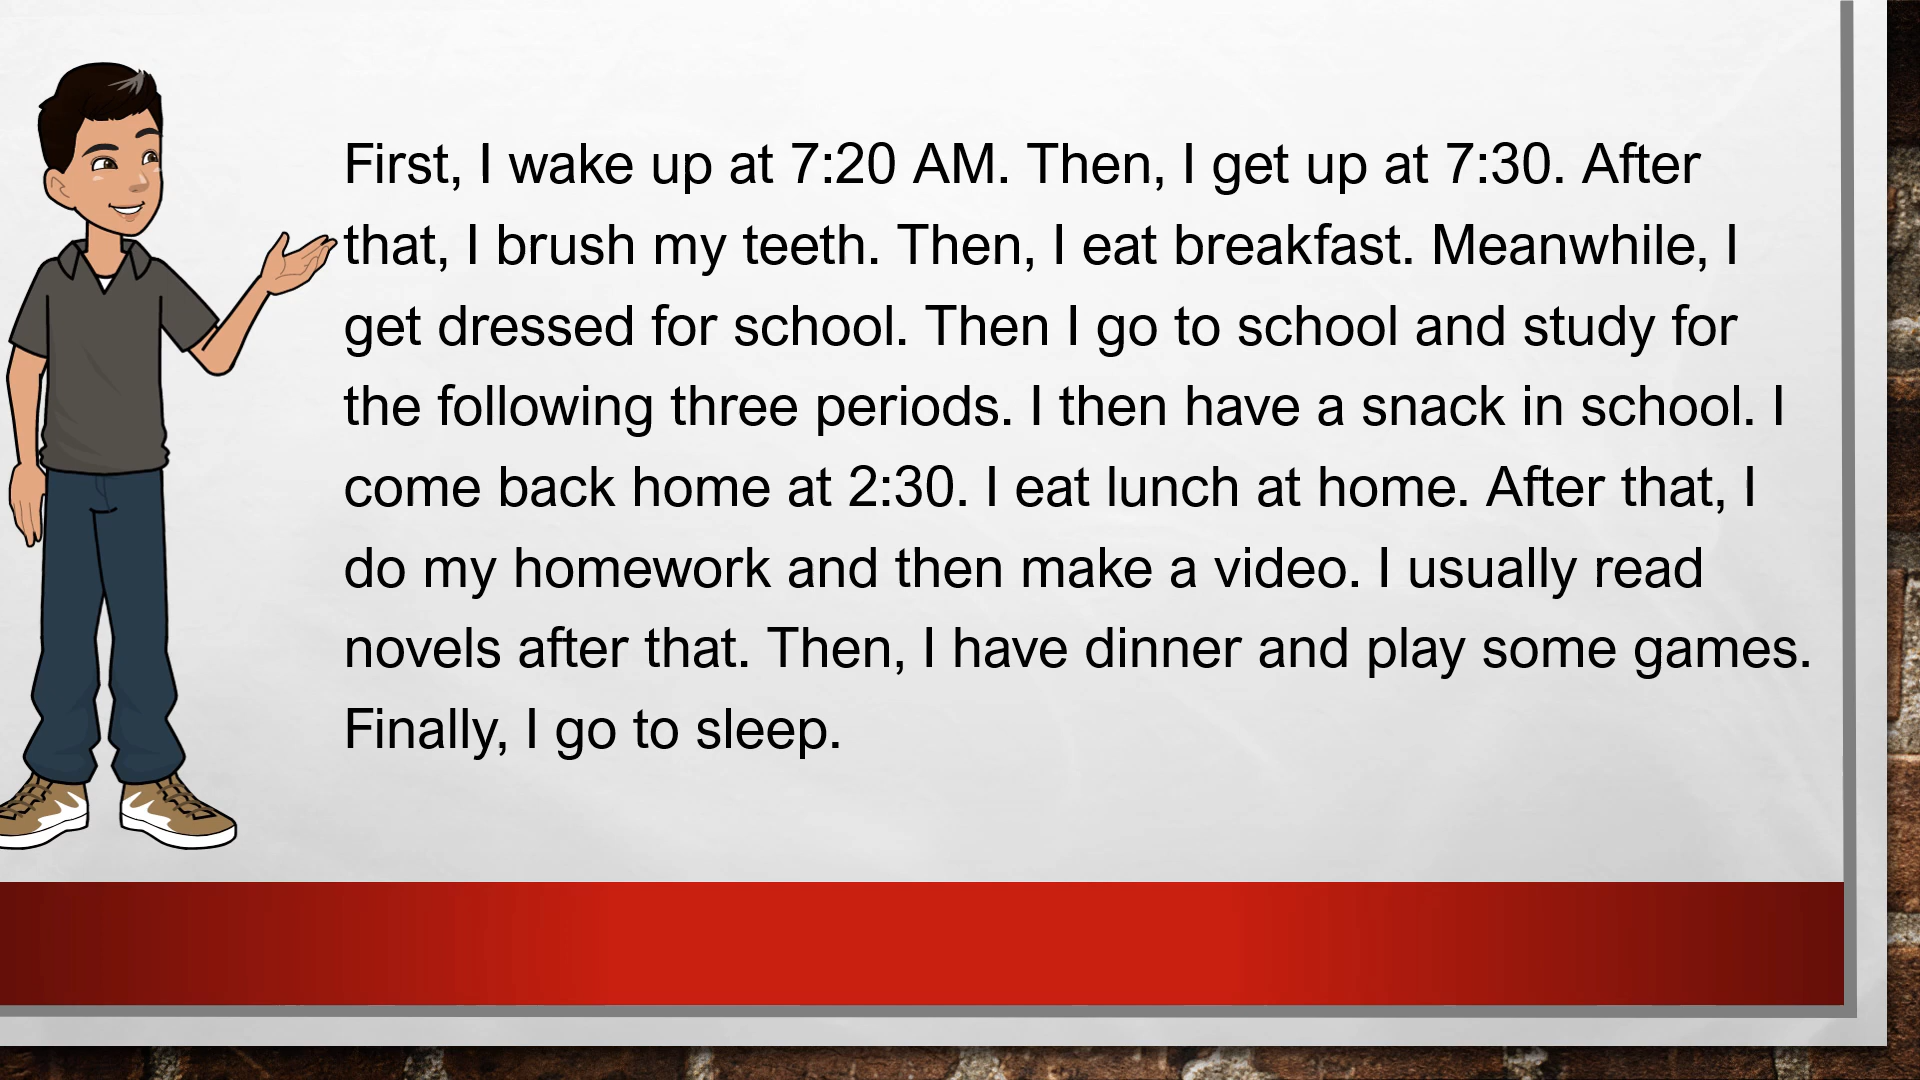 First, I wake up at 7:20 AM. Then, I get up at 7:30. After
that, I brush my teeth. Then, I eat breakfast. Meanwhile, I
get dressed for school. Then I go to school and study for
the following three periods. I then have a snack in school. I
come back home at 2:30. I eat lunch at home. After that, I
do my homework and then make a video. I usually read
novels after that. Then, I have dinner and play some games.
Finally, I go to sleep.